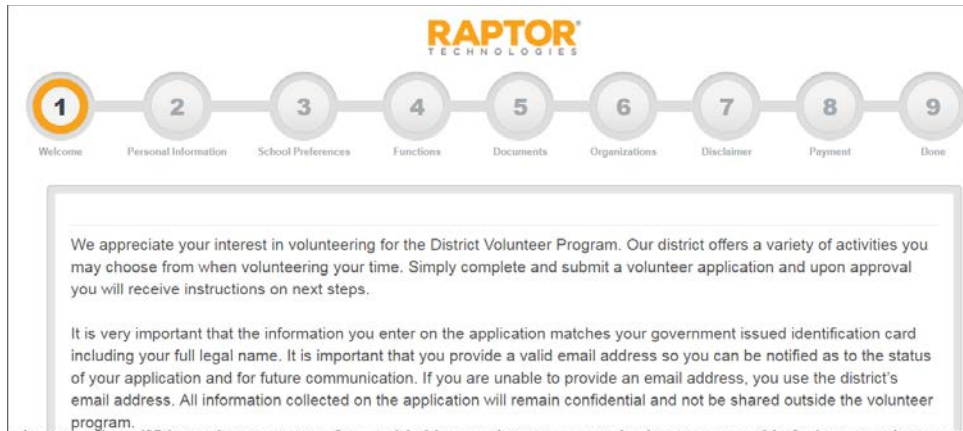 RAPTOR
TECHNOLOGIES
1 2 3 4 5 6 7 8 9
Welcome Personal Information School Preferences Functions Documents Organizations Disclaimer Payment Done
We appreciate your interest in volunteering for the District Volunteer Program. Our district offers a variety of activities you
may choose from when volunteering your time. Simply complete and submit a volunteer application and upon approval
you will receive instructions on next steps.
It is very important that the information you enter on the application matches your government issued identification card
including your full legal name. It is important that you provide a valid email address so you can be notified as to the status
of your application and for future communication. If you are unable to provide an email address, you use the district's
email address. All information collected on the application will remain confidential and not be shared outside the volunteer
program.